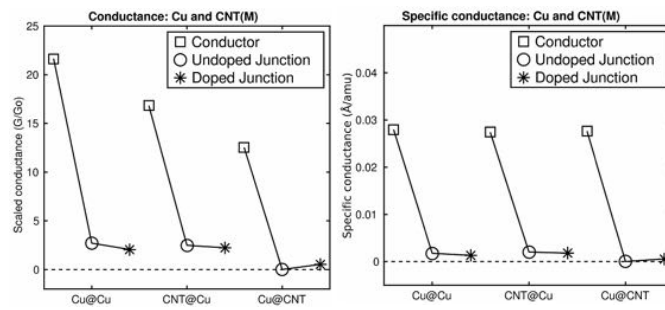 Conductance: Cu and CNT(M)
Conductor
Undoped Junction
Doped Junction
Scaled conductance (G/Go)
25
20
15
10
5
0
Cu@Cu CNT@Cu Cu@CNT
Specific conductance: Cu and CNT(M)
Conductor
Undoped Junction
Doped Junction
Specific conductance (Å/amu)
0.04
0.03
0.02
0.01
0
Cu@Cu CNT@Cu Cu@CNT